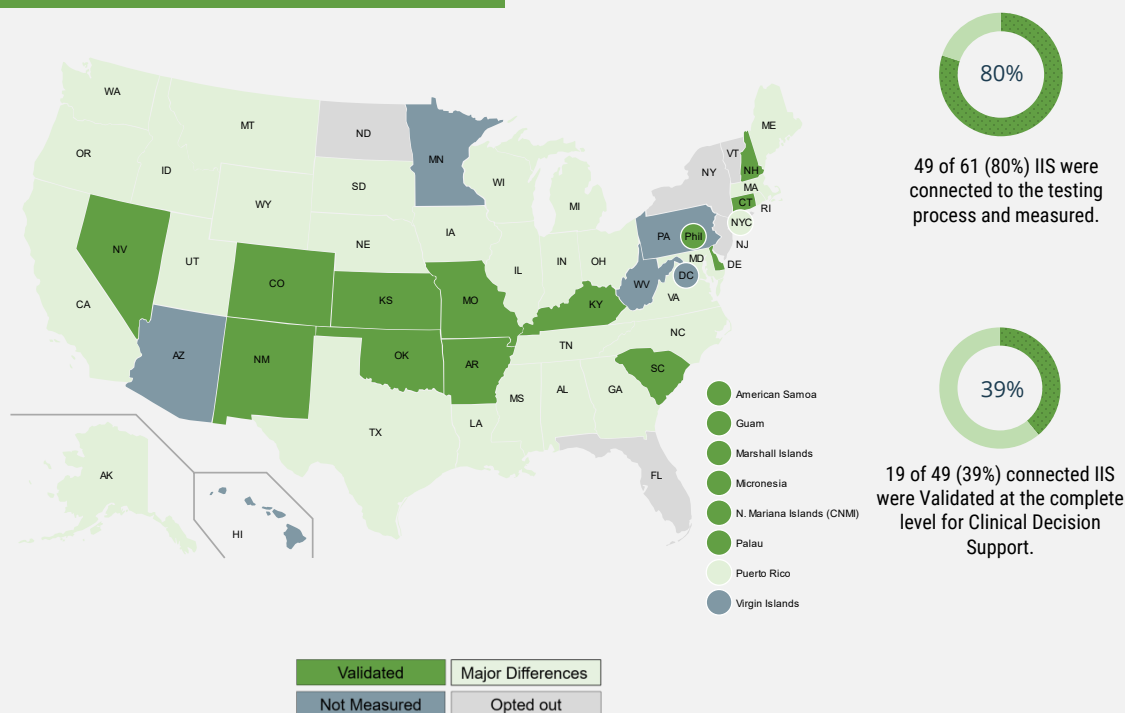 WA
OR
CA
NV
ID
MT
WY
UT
AZ
CO
NM
ND
SD
NE
KS
OK
TX
MN
IA
MO
AR
LA
WI
IL
MI
IN
OH
KY
TN
MS
AL
GA
FL
SC
NC
VA
WV
PA
Phil
MD
DC
DE
NJ
NY
NYC
CT
RI
MA
VT
NH
ME
AK
HI
American Samoa
Guam
Marshall Islands
Micronesia
N. Mariana Islands (CNMI)
Palau
Puerto Rico
Virgin Islands
80%
49 of 61 (80%) IIS were
connected to the testing
process and measured.
39%
19 of 49 (39%) connected IIS
were Validated at the complete
level for Clinical Decision
Support.
Validated
Major Differences
Not Measured
Opted out